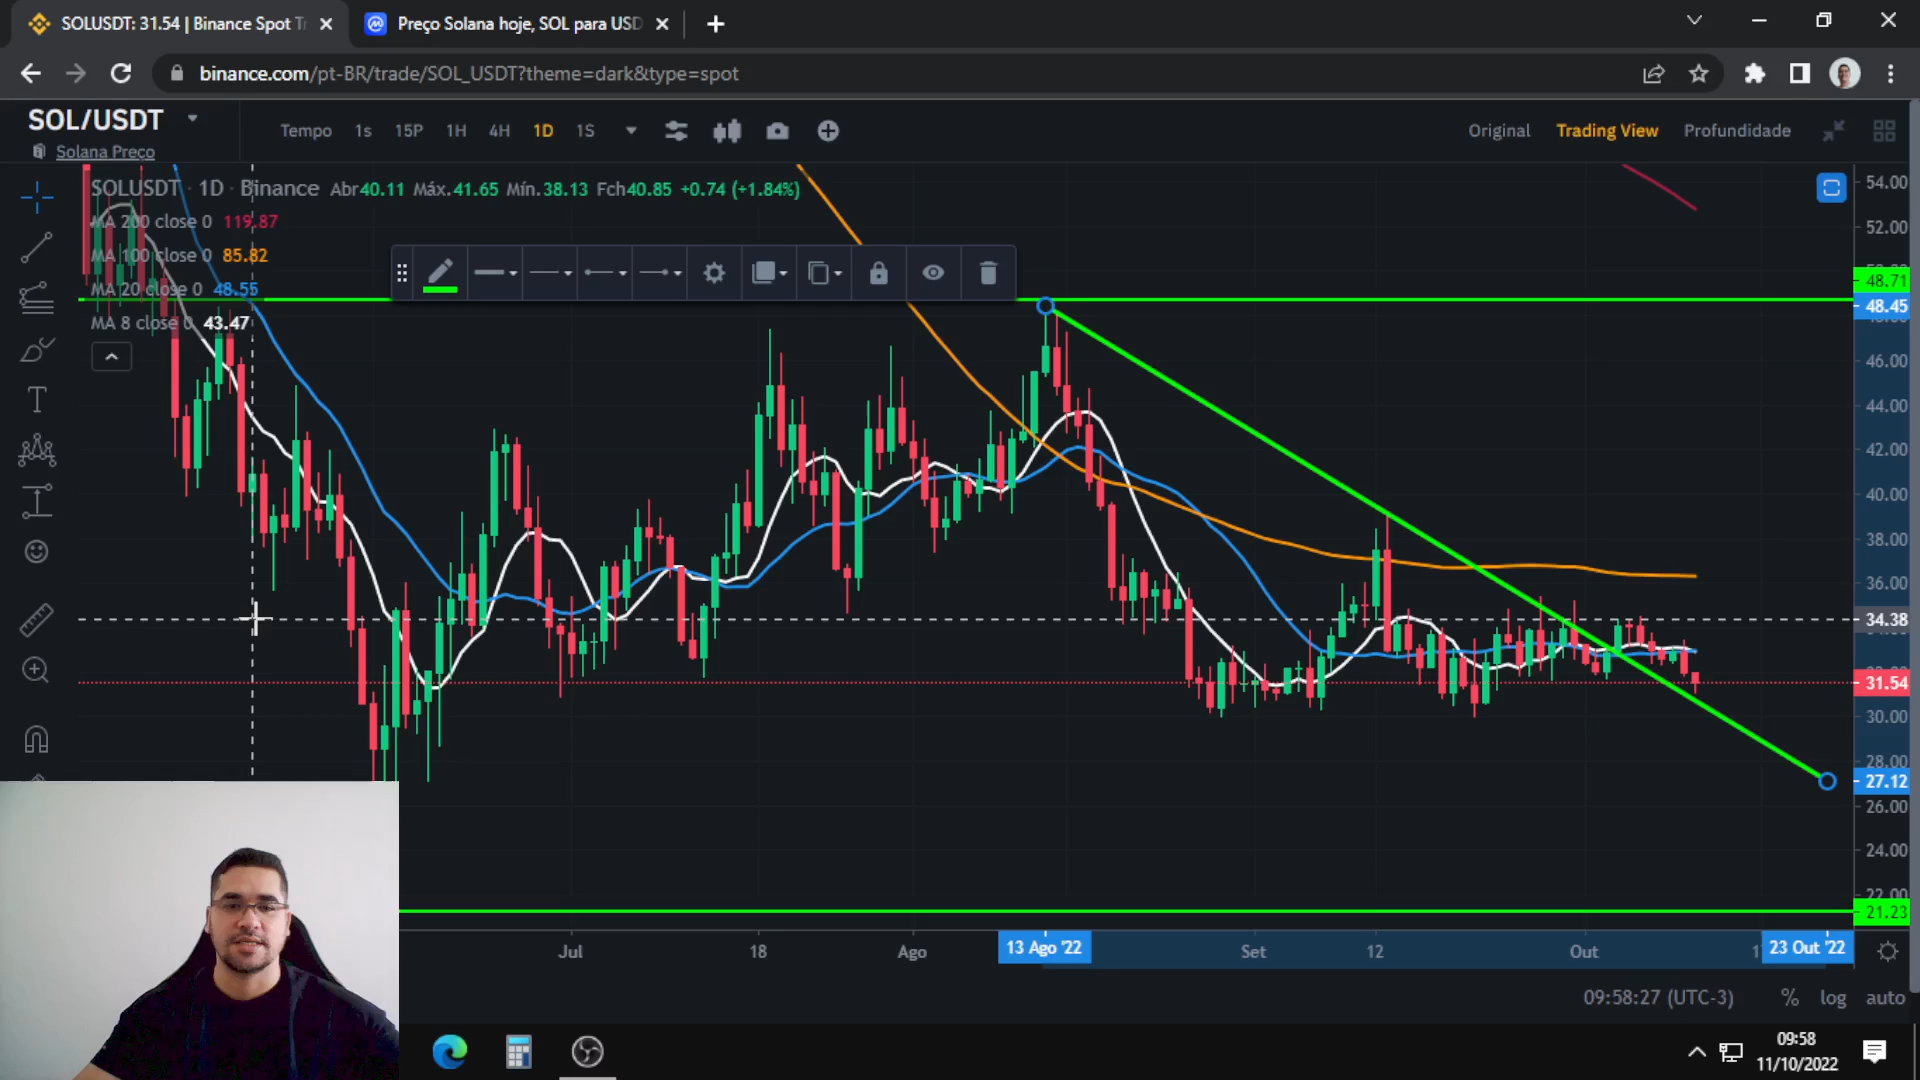 SOLUSDT: 31.54 | Binance Spot Tr
Preço Solana hoje, SOL para USD
binance.com/pt-BR/trade/SOL_USDT?theme=dark&type=spot
SOL/USDT
Solana Preço
Tempo 1s 15P 1H 4H 1D 1S
Original Trading View Profundidade
SOLUSDT · 1D · Binance Abr40.11 Máx.41.65 Mín.38.13 Fch40.85 +0.74 (+1.84%)
MA 200 close 0 119.87
MA 100 close 0 85.82
MA 20 close 0 48.55
MA 8 close 0 43.47
54.00
52.00
48.71
48.45
46.00
44.00
42.00
40.00
38.00
36.00
34.38
31.54
30.00
28.00
27.12
26.00
24.00
22.00
21.23
Jul 18 Ago 13 Ago '22 Set 12 Out 23 Out '22
09:58:27 (UTC-3) % log auto
09:58
11/10/2022